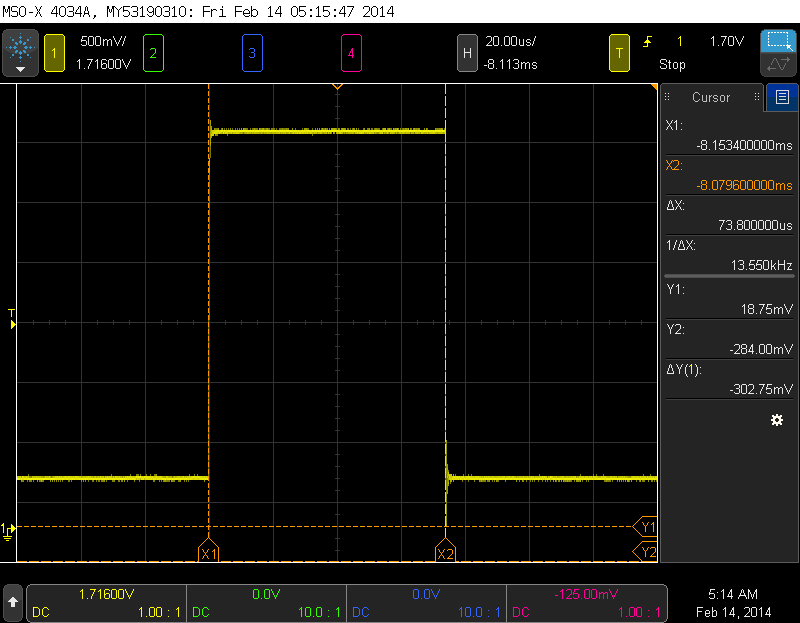 MSO-X 4034A, MY53190310: Fri Feb 14 05:15:47 2014
1 500mV/ 2 3 4 H 20.00us/ T 1 1.70V
1.71600V -8.113ms Stop
Cursor
X1:
-8.153400000ms
X2:
-8.079600000ms
ΔX:
73.800000us
1/ΔX:
13.550kHz
Y1:
18.75mV
Y2:
-284.00mV
ΔY(1):
-302.75mV
T
1
Y1
X1 X2 Y2
1.71600V 0.0V 0.0V -125.00mV 5:14 AM
DC 1.00 : 1 DC 10.0 : 1 DC 10.0 : 1 DC 1.00 : 1 Feb 14, 2014